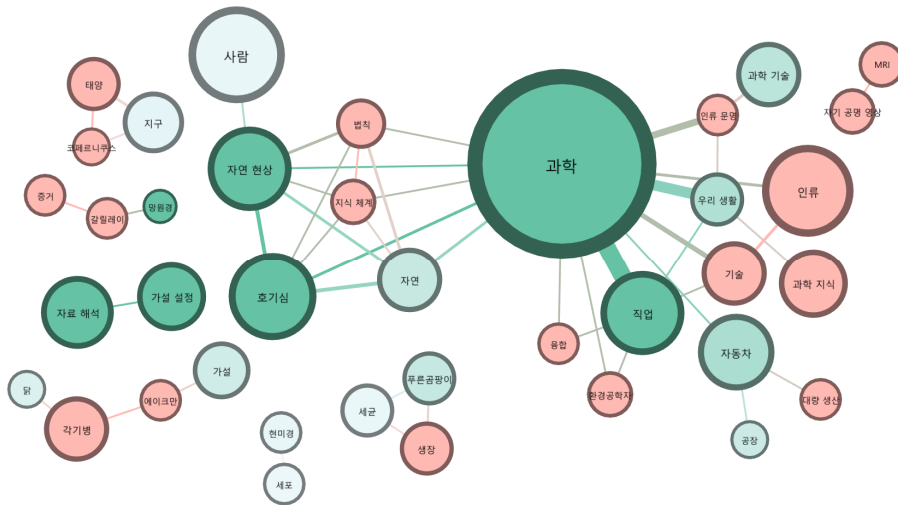 사람
과학
과학 기술
MRI
태양
지구
코페르니쿠스
법칙
인류 문명
자기 공명 영상
자연 현상
지식 체계
우리 생활
인류
증거
갈릴레이
망원경
호기심
자연
기술
과학 지식
자료 해석
가설 설정
직업
융합
자동차
닭
각기병
에이크만
가설
푸른곰팡이
세균
생장
환경공학자
대량 생산
공장
현미경
세포